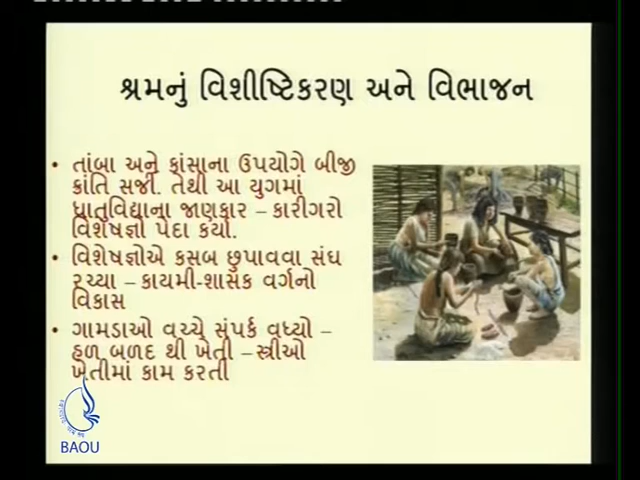 શ્રમનું વિશીષ્ટિકરણ અને વિભાજન
• તાંબા અને કાંસાના ઉપયોગે બીજી
ક્રાંતિ સર્જી. તેથી આ યુગમાં
ધાતુવિદ્યાના જાણકાર – કારીગરો
વિશેષજ્ઞો પેદા કર્યા.
• વિશેષજ્ઞોએ કસબ છુપાવવા સંઘ
રચ્યા – કાયમી-શાસક વર્ગનો
વિકાસ
• ગામડાઓ વચ્ચે સંપર્ક વધ્યો –
હળ બળદ થી ખેતી – સ્ત્રીઓ
ખેતીમાં કામ કરતી
BAOU